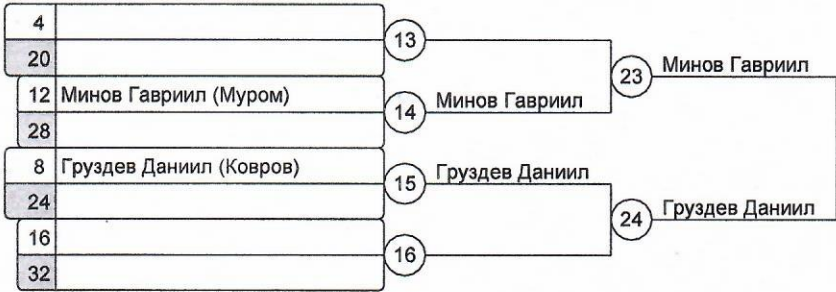 4
13
20
23 Минов Гавриил
12 Минов Гавриил (Муром)
14 Минов Гавриил
28
8 Груздев Даниил (Ковров)
15 Груздев Даниил
24
24 Груздев Даниил
16
16
32